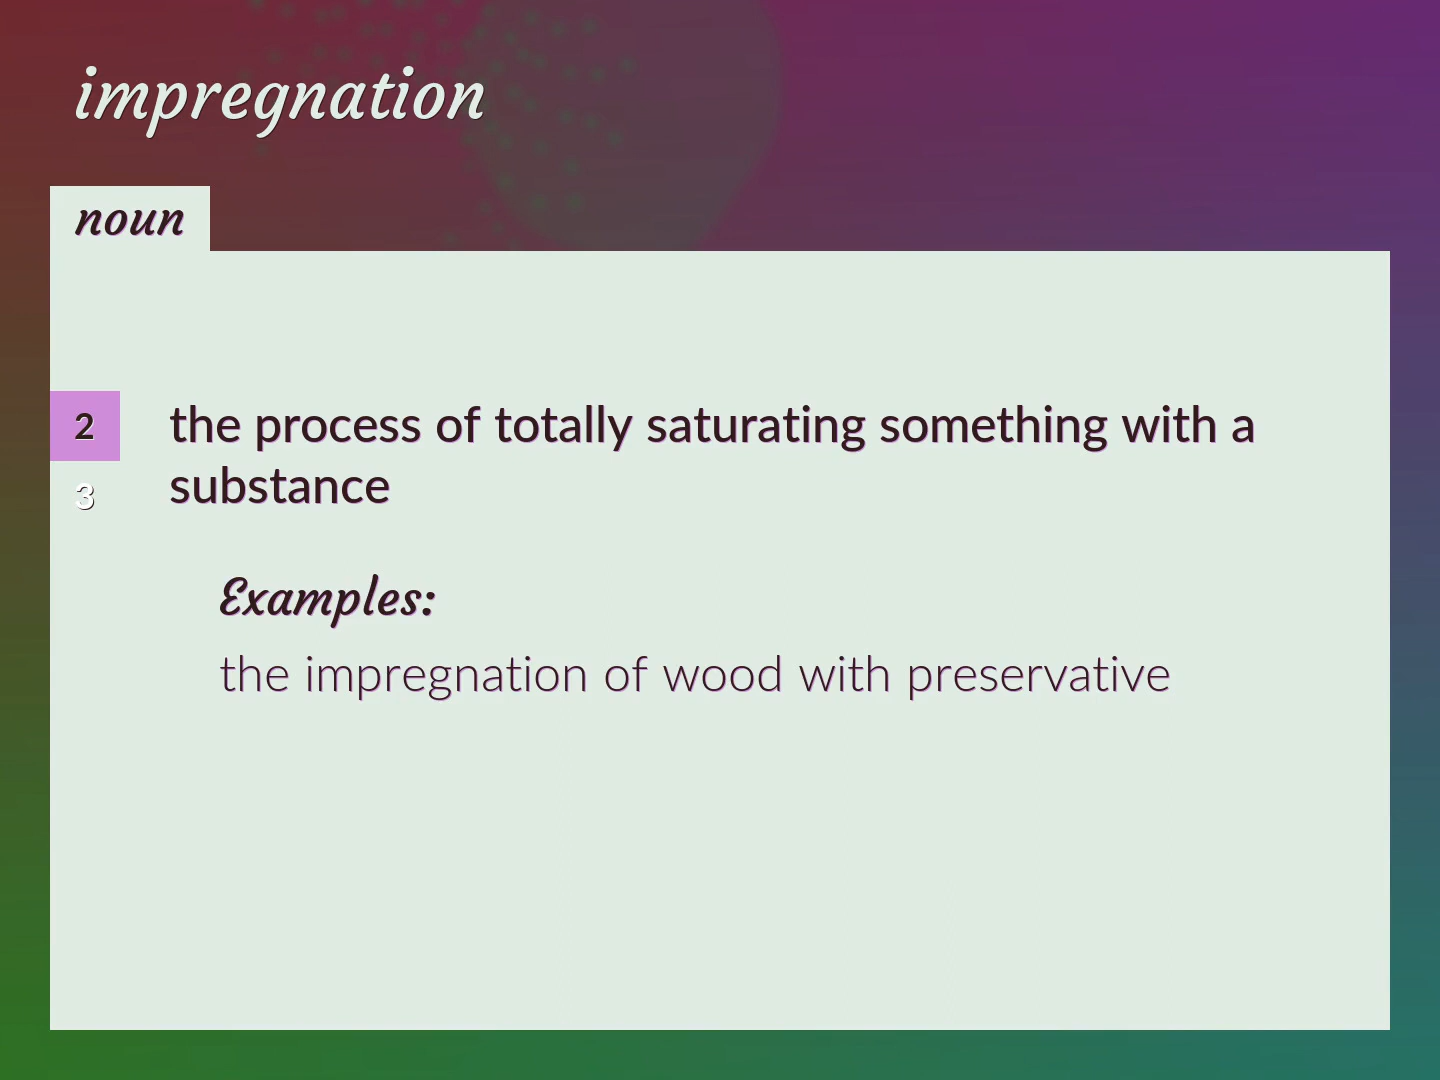 impregnation
noun
2
the process of totally saturating something with a
substance
3
Examples:
the impregnation of wood with preservative